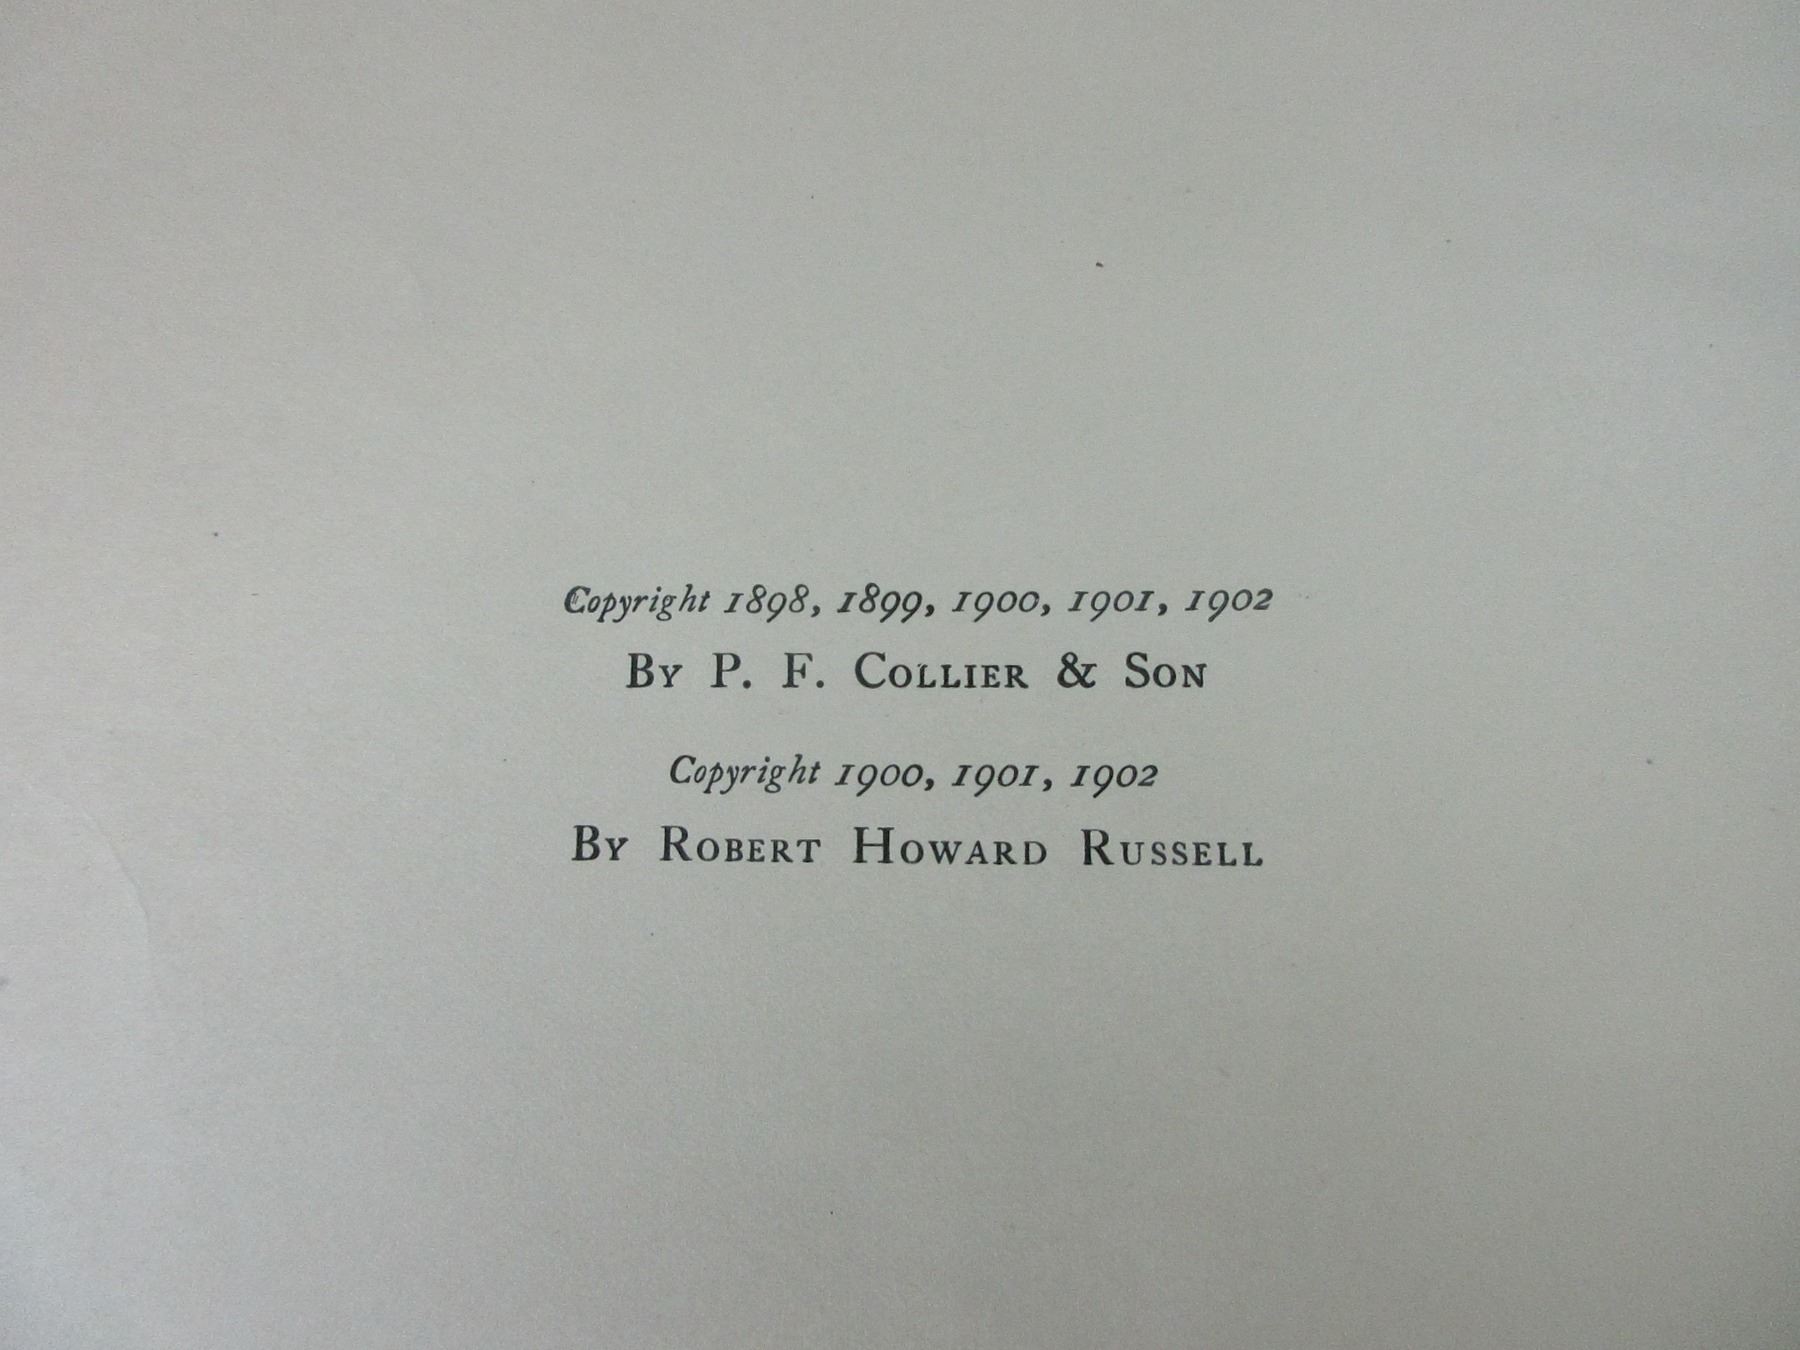 Copyright 1898, 1899, 1900, 1901, 1902
By P. F. Collier & Son
Copyright 1900, 1901, 1902
By Robert Howard Russell